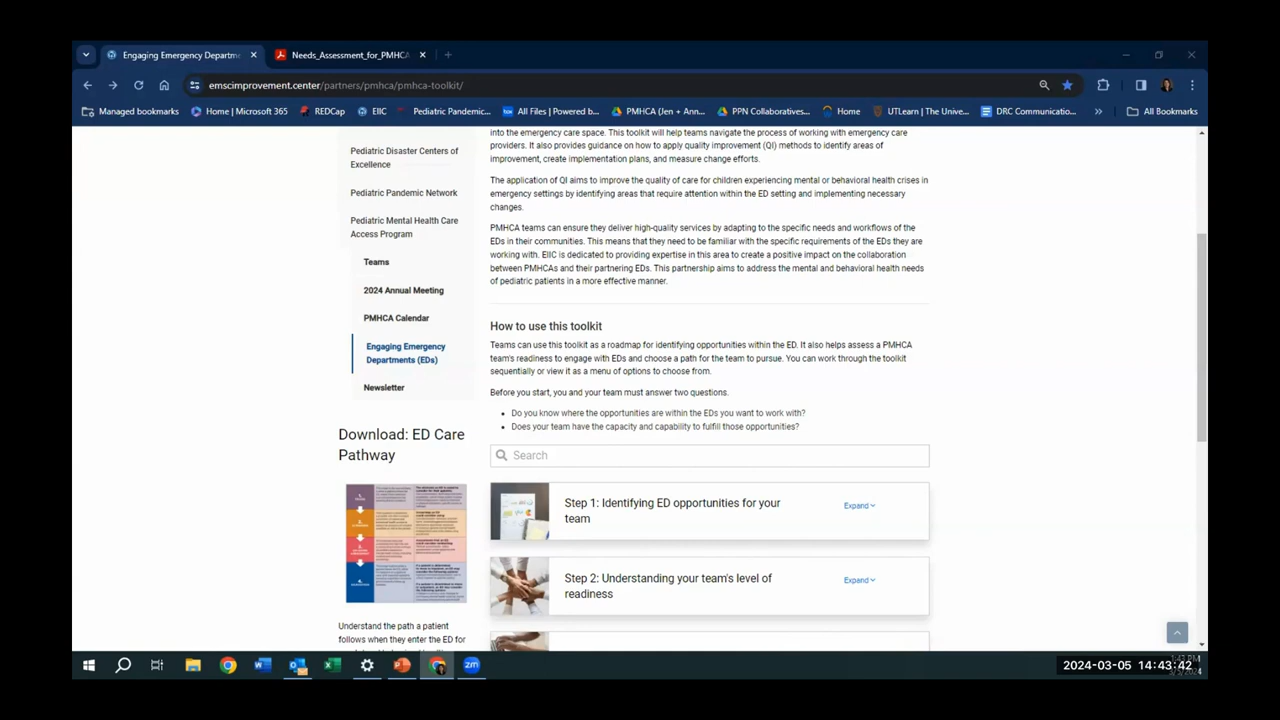 Engaging Emergency Departm
Needs_Assessment_for_PMHCA
emscimprovement.center/partners/pmhca/pmhca-toolkit/
Managed bookmarks
Home | Microsoft 365
REDCap
EIIC
Pediatric Pandemic...
All Files | Powered b...
PMHCA (Jen + Ann...
PPN Collaboratives...
Home
UTLearn | The Unive...
DRC Communicatio...
All Bookmarks
Pediatric Disaster Centers of
Excellence
Pediatric Pandemic Network
Pediatric Mental Health Care
Access Program
Teams
2024 Annual Meeting
PMHCA Calendar
Engaging Emergency
Departments (EDs)
Newsletter
Download: ED Care
Pathway
Understand the path a patient
follows when they enter the ED for
into the emergency care space. This toolkit will help teams navigate the process of working with emergency care
providers. It also provides guidance on how to apply quality improvement (QI) methods to identify areas of
improvement, create implementation plans, and measure change efforts.
The application of QI aims to improve the quality of care for children experiencing mental or behavioral health crises in
emergency settings by identifying areas that require attention within the ED setting and implementing necessary
changes.
PMHCA teams can ensure they deliver high-quality services by adapting to the specific needs and workflows of the
EDs in their communities. This means that they need to be familiar with the specific requirements of the EDs they are
working with. EIIC is dedicated to providing expertise in this area to create a positive impact on the collaboration
between PMHCAs and their partnering EDs. This partnership aims to address the mental and behavioral health needs
of pediatric patients in a more effective manner.
How to use this toolkit
Teams can use this toolkit as a roadmap for identifying opportunities within the ED. It also helps assess a PMHCA
team's readiness to engage with EDs and choose a path for the team to pursue. You can work through the toolkit
sequentially or view it as a menu of options to choose from.
Before you start, you and your team must answer two questions.
• Do you know where the opportunities are within the EDs you want to work with?
• Does your team have the capacity and capability to fulfill those opportunities?
Search
Step 1: Identifying ED opportunities for your
team
Expand
Step 2: Understanding your team's level of
readiness
Expand
2024-03-05 14:43:42